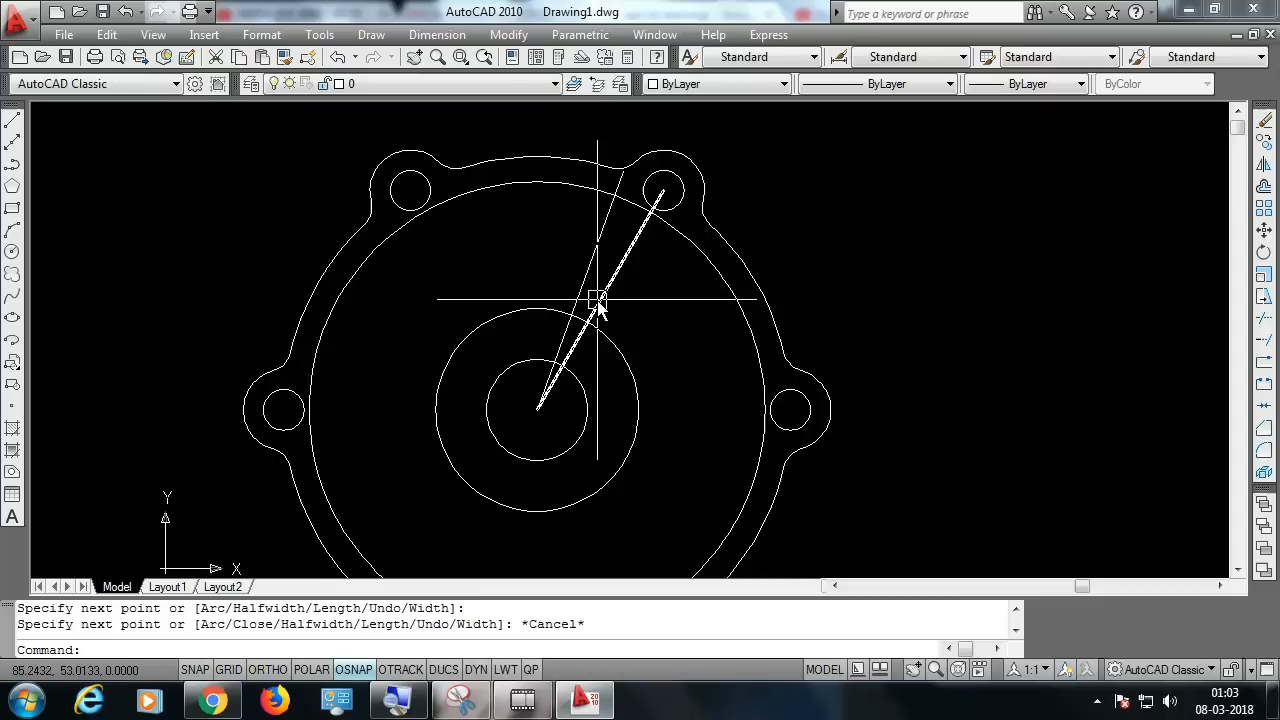 AutoCAD 2010 Drawing1.dwg Type a keyword or phrase
File Edit View Insert Format Tools Draw Dimension Modify Parametric Window Help Express
Standard Standard Standard Standard
AutoCAD Classic 0 ByLayer ByLayer ByLayer ByColor
Y
X
Model Layout1 Layout2
Specify next point or [Arc/Halfwidth/Length/Undo/Width]:
Specify next point or [Arc/Close/Halfwidth/Length/Undo/Width]: *Cancel*
Command:
85.2432, 53.0133, 0.0000 SNAP GRID ORTHO POLAR OSNAP OTRACK DUCS DYN LWT QP MODEL 1:1 AutoCAD Classic
01:03
08-03-2018